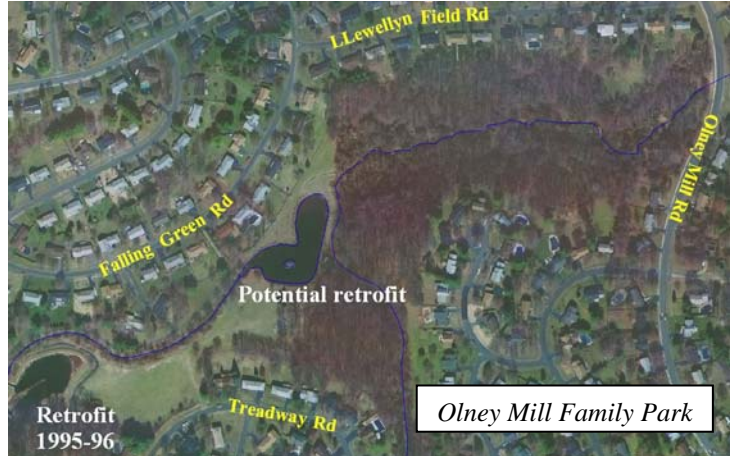 LLewellyn Field Rd
Olney Mill Rd
Falling Green Rd
Potential retrofit
Retrofit
1995-96
Treadway Rd
Olney Mill Family Park